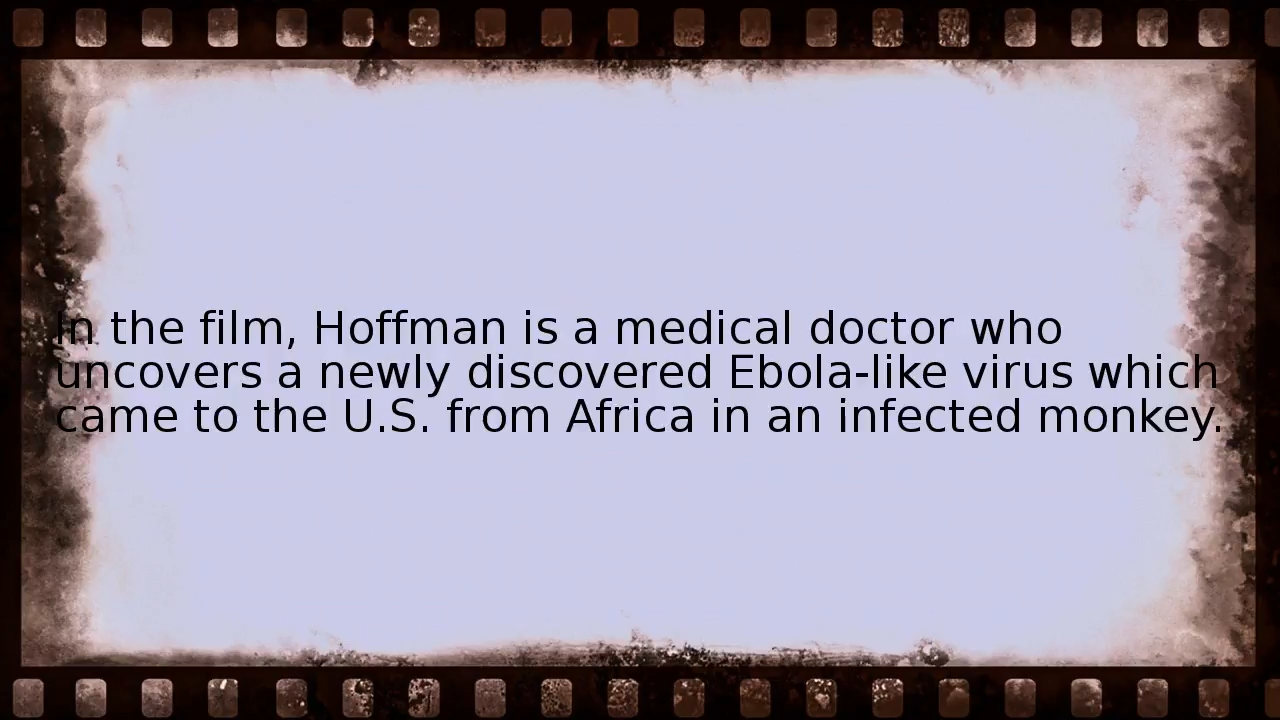 In the film, Hoffman is a medical doctor who
uncovers a newly discovered Ebola-like virus which
came to the U.S. from Africa in an infected monkey.